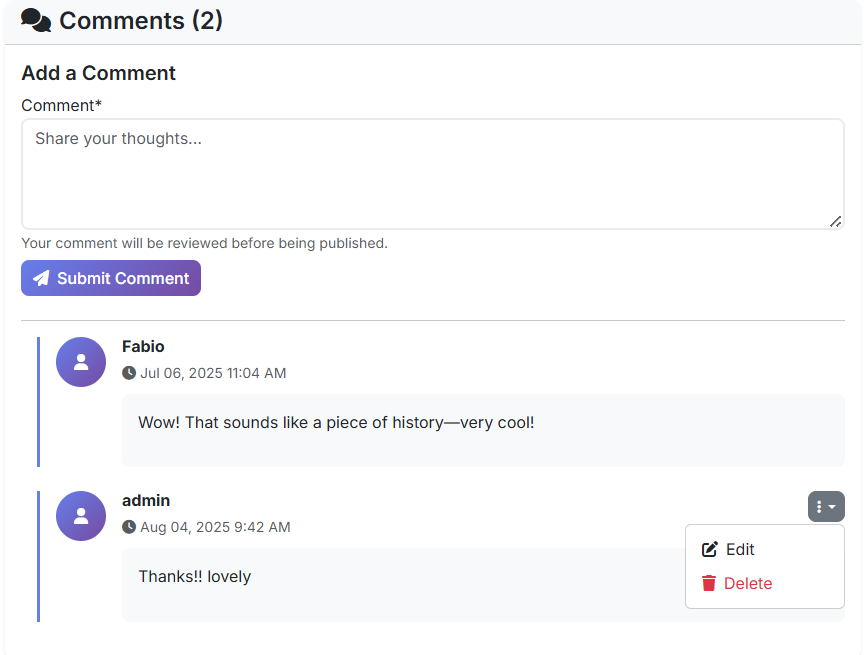 Comments (2)
Add a Comment
Comment*
Share your thoughts...
Your comment will be reviewed before being published.
Submit Comment
Fabio
Jul 06, 2025 11:04 AM
Wow! That sounds like a piece of history—very cool!
admin
Aug 04, 2025 9:42 AM
Edit
Thanks!! lovely
Delete